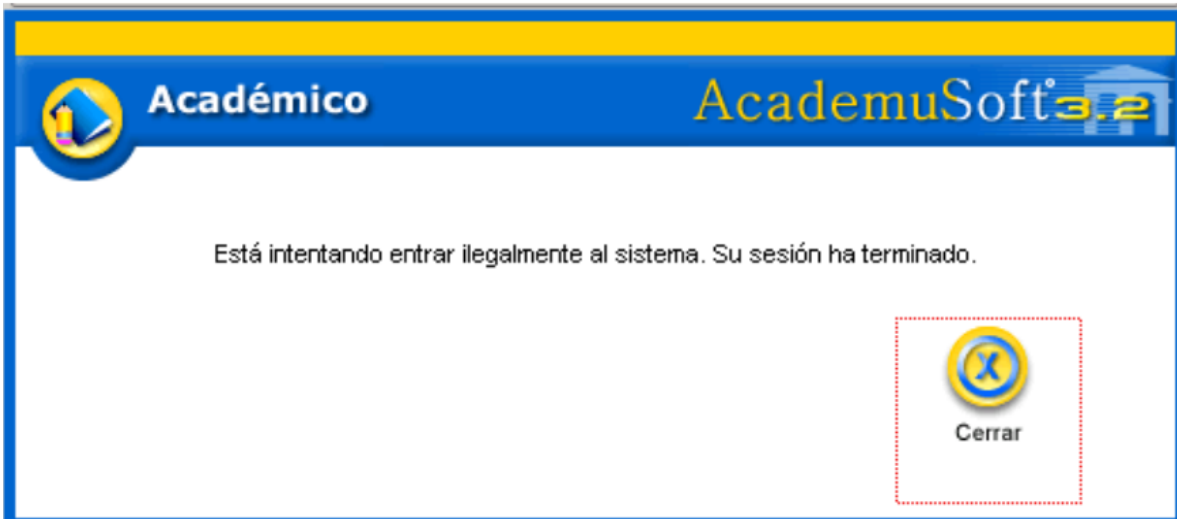 Académico
AcademuSoft® 3.2
Está intentando entrar ilegalmente al sistema. Su sesión ha terminado.
X
Cerrar